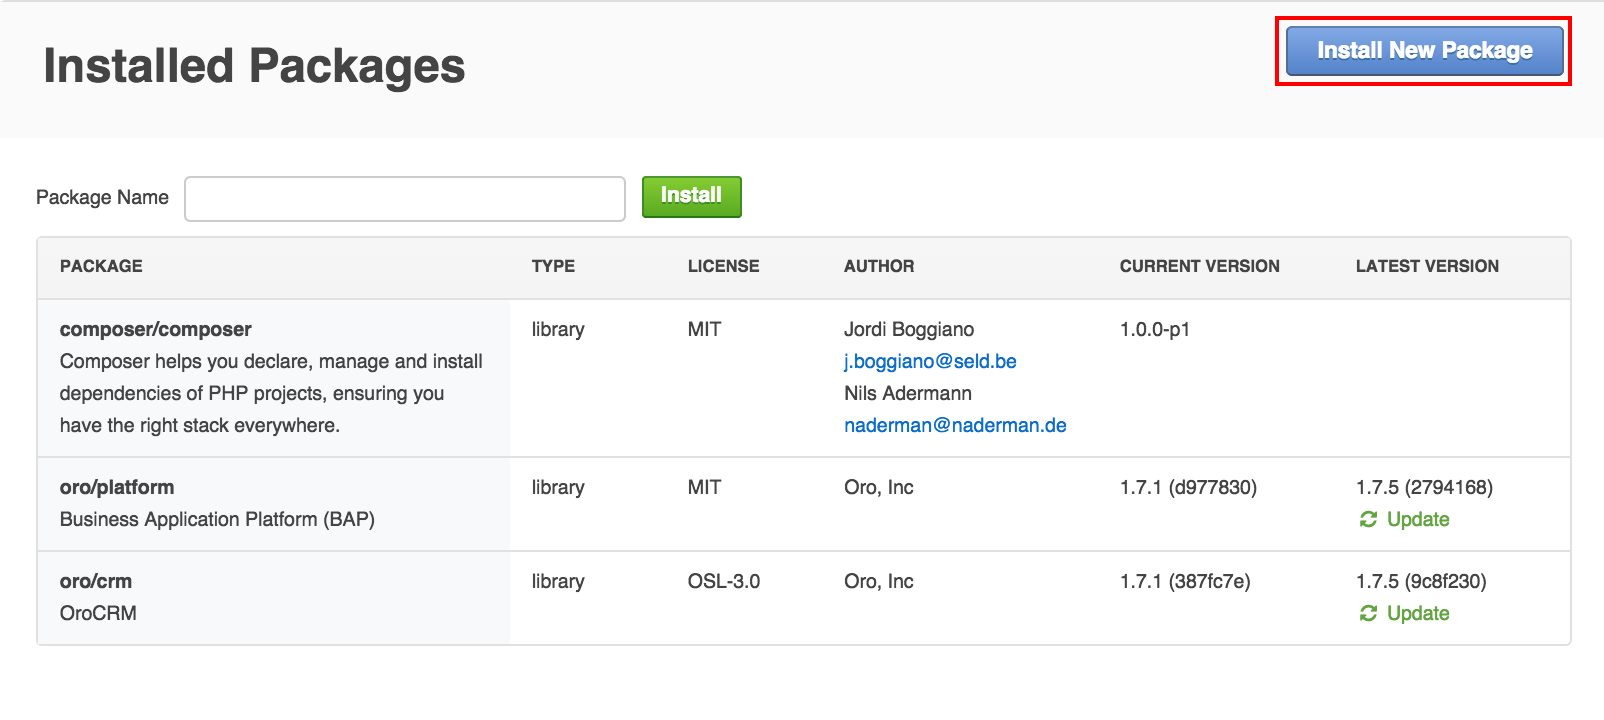 Installed Packages
Install New Package
Package Name
Install
PACKAGE TYPE LICENSE AUTHOR CURRENT VERSION LATEST VERSION
composer/composer library MIT Jordi Boggiano 1.0.0-p1
Composer helps you declare, manage and install j.boggiano@seld.be
dependencies of PHP projects, ensuring you Nils Adermann
have the right stack everywhere. naderman@naderman.de
oro/platform library MIT Oro, Inc 1.7.1 (d977830) 1.7.5 (2794168)
Business Application Platform (BAP) Update
oro/crm library OSL-3.0 Oro, Inc 1.7.1 (387fc7e) 1.7.5 (9c8f230)
OroCRM Update